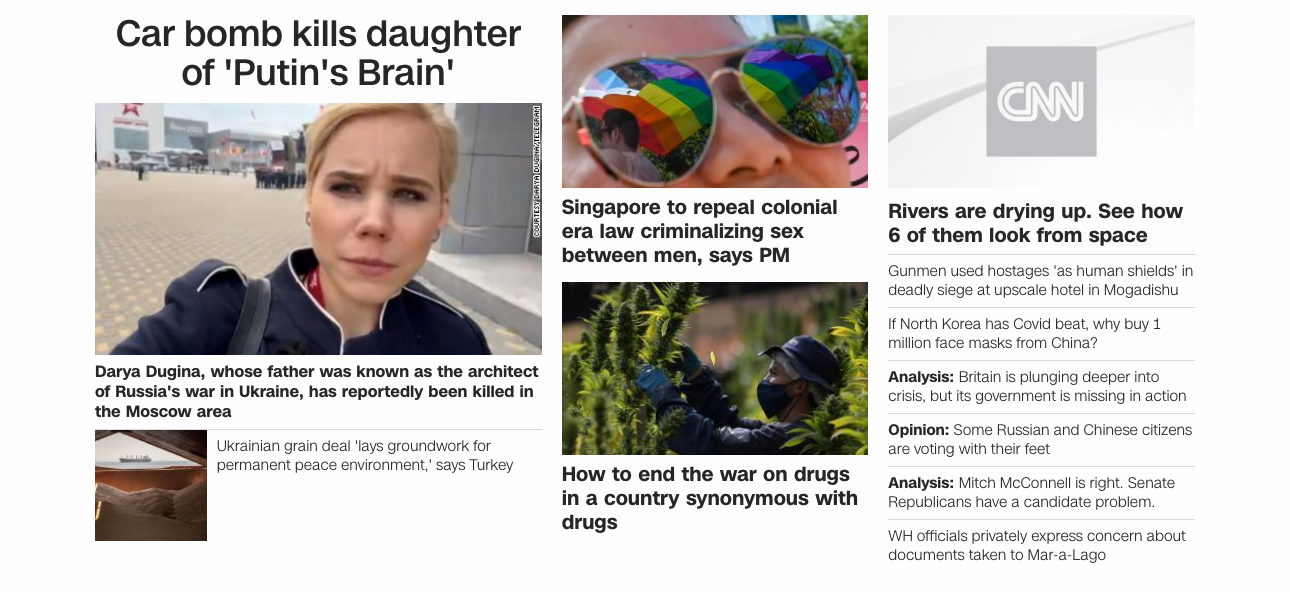 Car bomb kills daughter
of 'Putin's Brain'
COURTESY DARYA DUGINA/TELEGRAM
Darya Dugina, whose father was known as the architect
of Russia's war in Ukraine, has reportedly been killed in
the Moscow area
Ukrainian grain deal 'lays groundwork for
permanent peace environment,' says Turkey
Singapore to repeal colonial
era law criminalizing sex
between men, says PM
How to end the war on drugs
in a country synonymous with
drugs
CNN
Rivers are drying up. See how
6 of them look from space
Gunmen used hostages 'as human shields' in
deadly siege at upscale hotel in Mogadishu
If North Korea has Covid beat, why buy 1
million face masks from China?
Analysis: Britain is plunging deeper into
crisis, but its government is missing in action
Opinion: Some Russian and Chinese citizens
are voting with their feet
Analysis: Mitch McConnell is right. Senate
Republicans have a candidate problem.
WH officials privately express concern about
documents taken to Mar-a-Lago